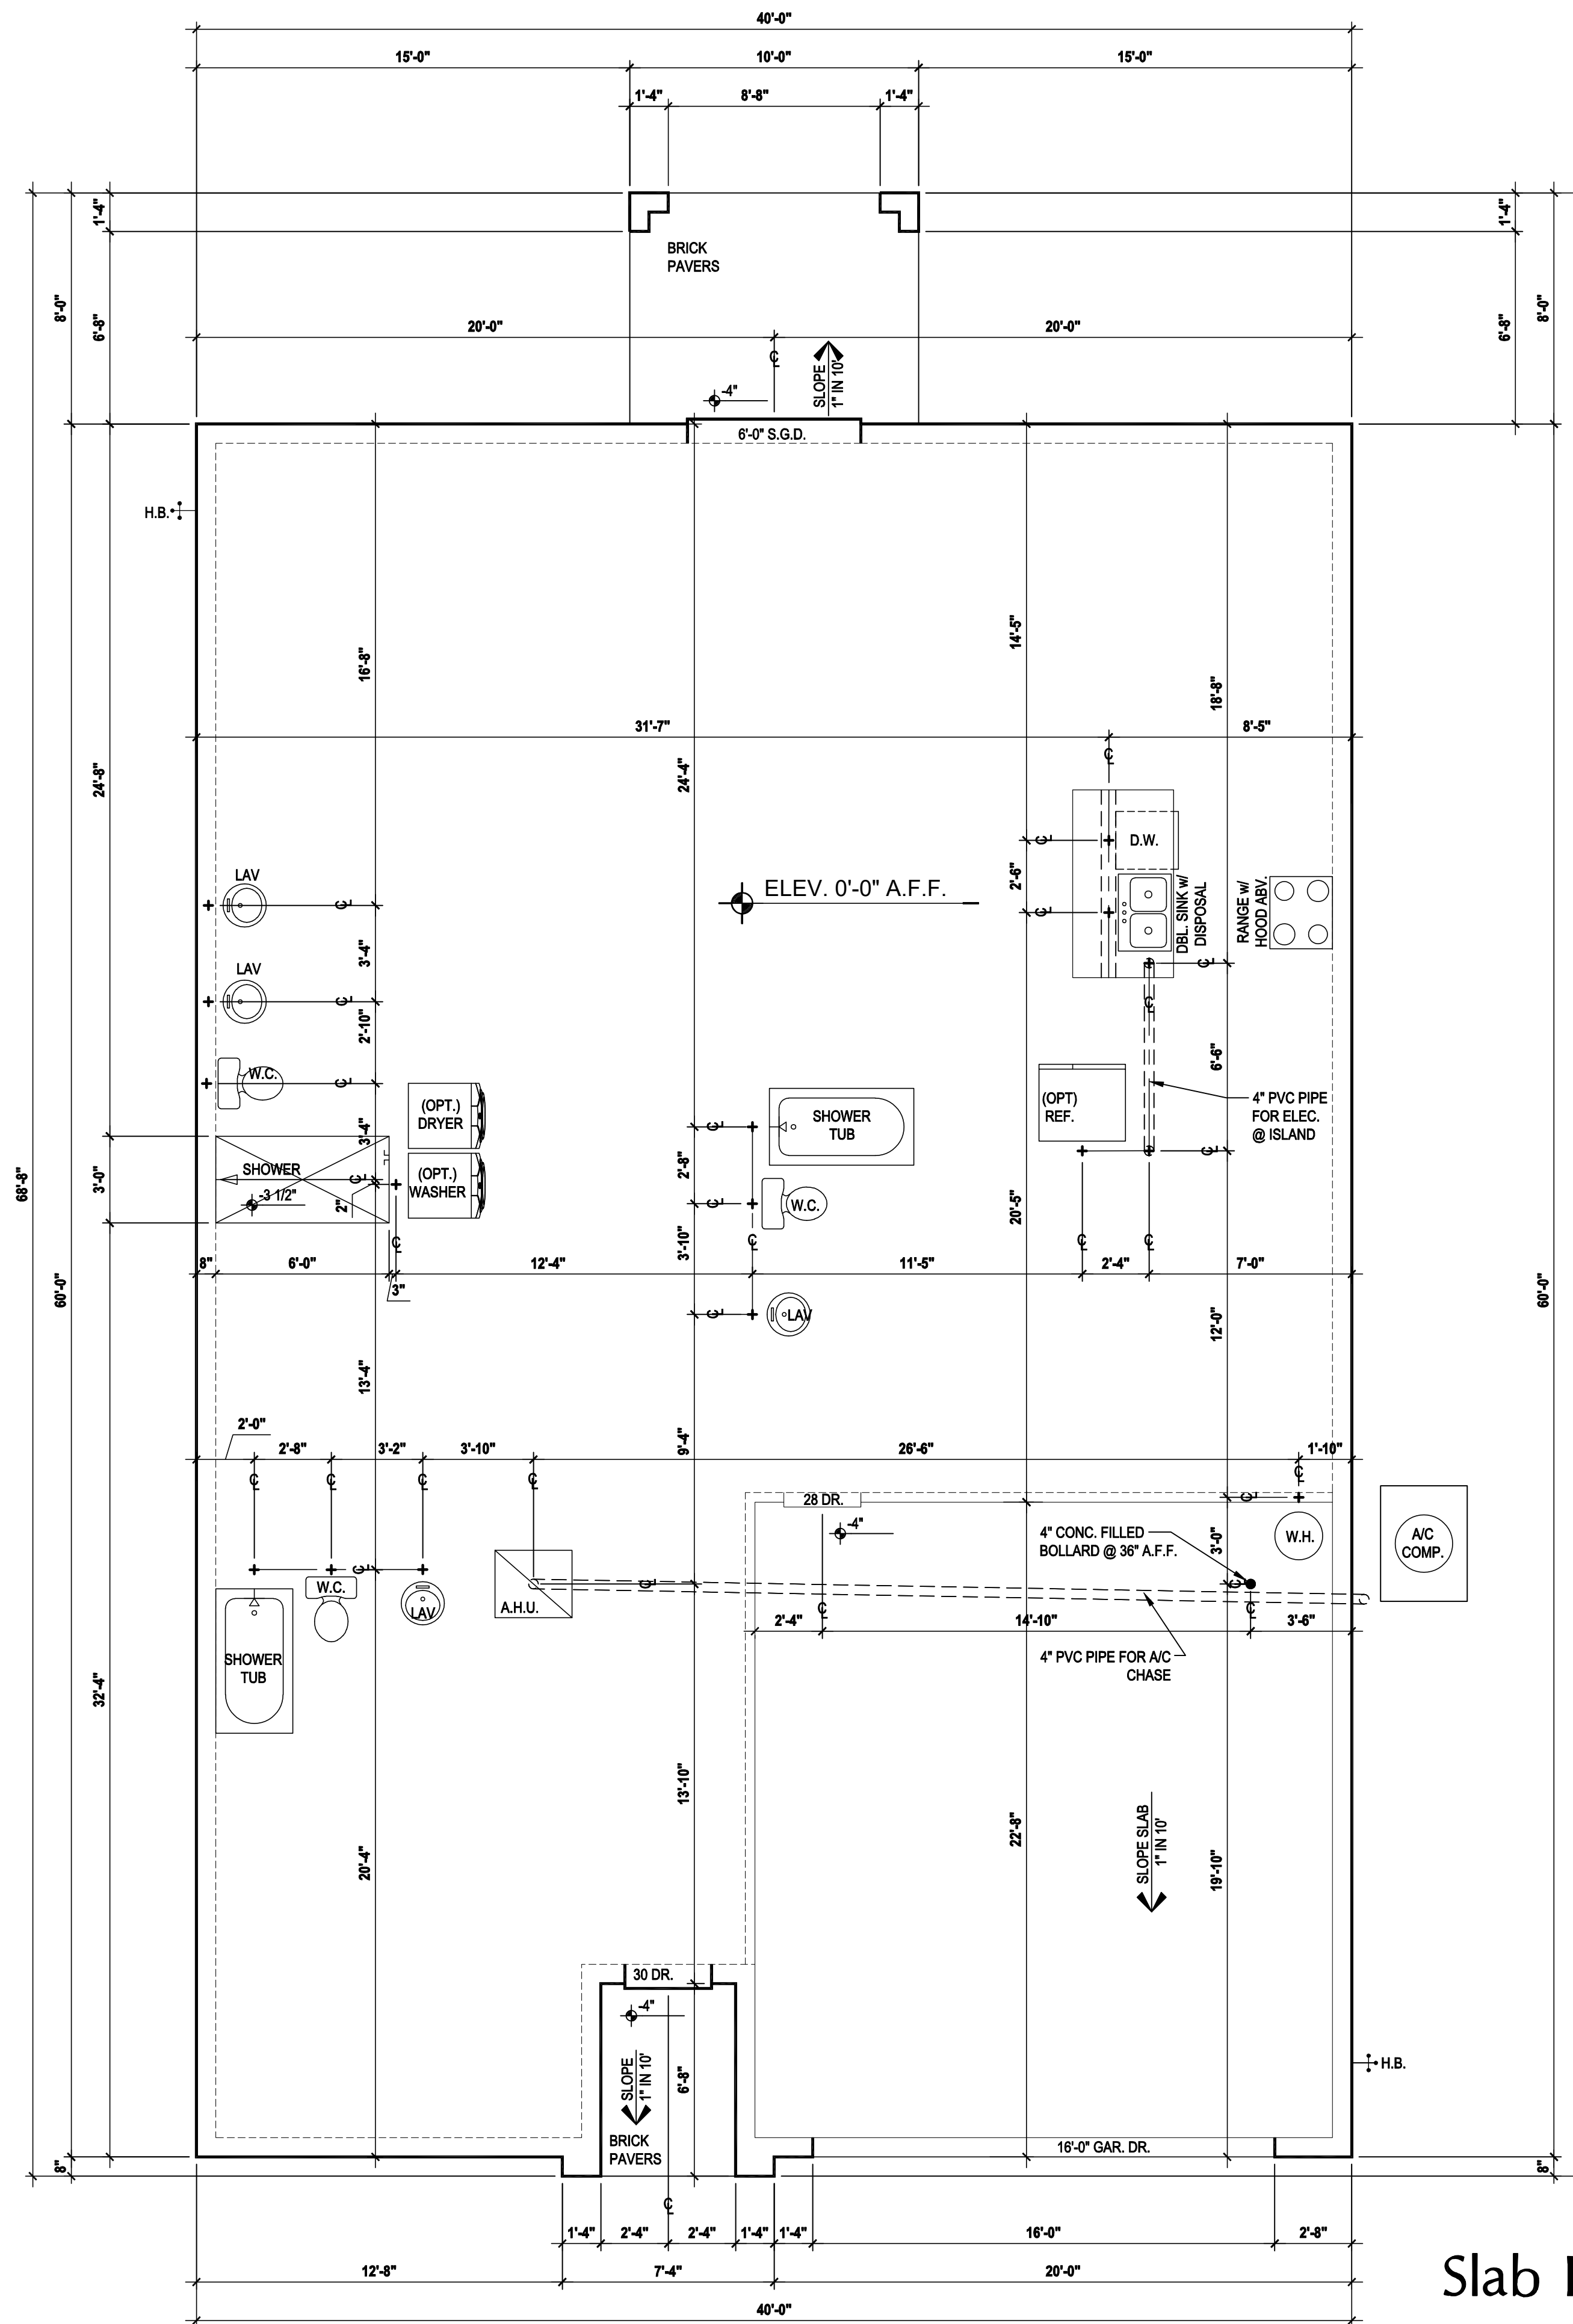 40'-0"
15'-0" 10'-0" 15'-0"
1'-4" 8'-8" 1'-4"
1'-4" 1'-4"
BRICK
PAVERS
8'-0" 6'-8" 6'-8" 8'-0"
20'-0" 20'-0"
C L
-4"
SLOPE
1" IN 10'
6'-0" S.G.D.
H.B.
16'-8" 14'-5"
18'-8"
31'-7" 8'-5"
C L
24'-8" 24'-4"
C L
D.W.
LAV
C L
2'-6"
ELEV. 0'-0" A.F.F.
C L
DBL. SINK w/
DISPOSAL
RANGE w/
HOOD ABV.
3'-4"
C L
LAV
C L
C L
2'-10"
W.C.
C L
6'-6"
(OPT.)
DRYER
(OPT)
REF.
4" PVC PIPE
FOR ELEC.
@ ISLAND
SHOWER
TUB
C L
3'-4"
C L
68'-8" 3'-0"
SHOWER
C L
-3 1/2"
2"
(OPT.)
WASHER
2'-8"
C L
W.C.
20'-5"
C L
3'-10"
C L
C L
C L
8" 6'-0" 3" 12'-4" 11'-5" 2'-4" 7'-0"
60'-0" 60'-0"
C L
LAV
12'-0"
13'-4"
2'-0"
2'-8" 3'-2" 3'-10" 9'-4" 26'-6" 1'-10"
C L
C L
C L
C L
C L
28 DR.
C L
-4"
4" CONC. FILLED
BOLLARD @ 36" A.F.F.
3'-0"
W.H.
A/C
COMP.
C L
W.C.
LAV
A.H.U.
C L
C L
C L
C L
2'-4" 14'-10" 3'-6"
4" PVC PIPE FOR A/C
CHASE
SHOWER
TUB
32'-4"
13'-10"
20'-4" 22'-8"
SLOPE SLAB
1" IN 10'
19'-10"
30 DR.
-4"
SLOPE
1" IN 10'
6'-8"
H.B.
BRICK
PAVERS
16'-0" GAR. DR.
8" 8"
C L
1'-4" 2'-4" 2'-4" 1'-4" 1'-4" 16'-0" 2'-8"
12'-8" 7'-4" 20'-0"
Slab
40'-0"